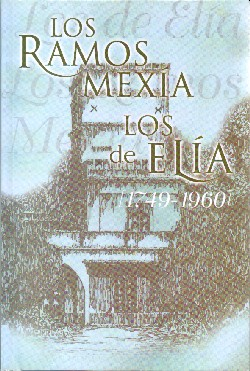 LOS
RAMOS
MEXIA
LOS
de ELÍA
(1749-1960)